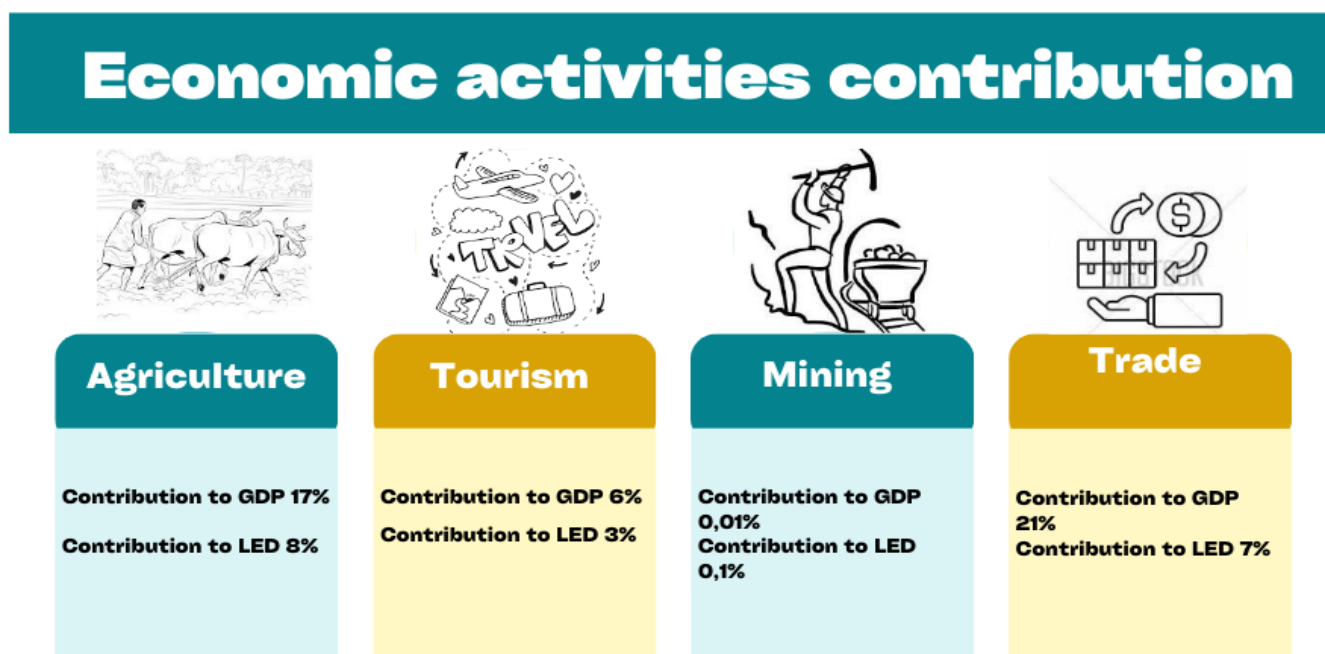 Economic activities contribution
TRAVEL
Agriculture
Tourism
Mining
Trade
Contribution to GDP 17%
Contribution to LED 8%
Contribution to GDP 6%
Contribution to LED 3%
Contribution to GDP
0,01%
Contribution to LED
0,1%
Contribution to GDP
21%
Contribution to LED 7%